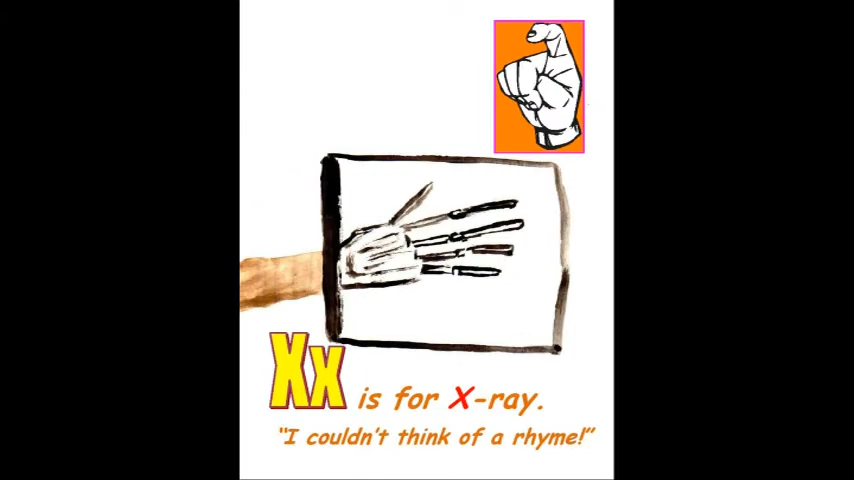 Xx is for X-ray.
“I couldn't think of a rhyme!”